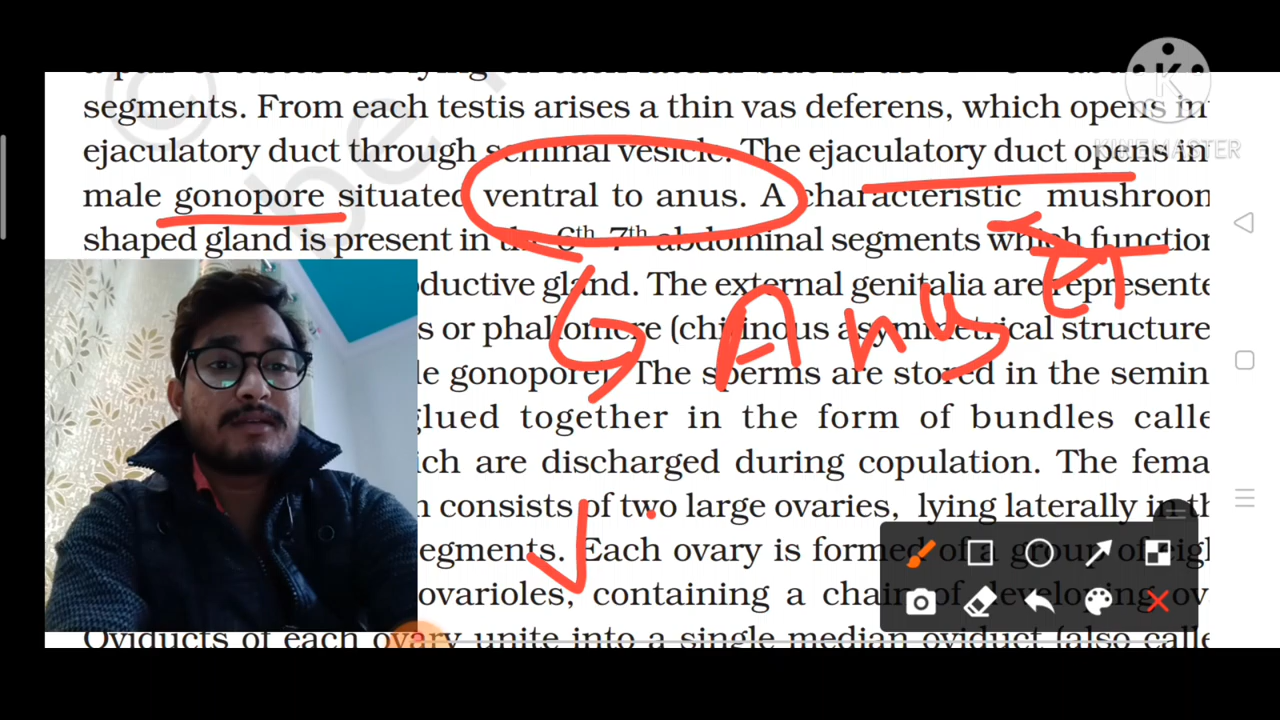 segments. From each testis arises a thin vas deferens, which opens in
ejaculatory duct through seminal vesicle. The ejaculatory duct opens in
male gonopore situated ventral to anus. A characteristic mushroom
shaped gland is present in the 6th-7th abdominal segments which function
ductive gland. The external genitalia are represente
s or phallomere (chitinous asymmetrical structure
le gonopore). The sperms are stored in the semin
glued together in the form of bundles calle
ich are discharged during copulation. The fema
n consists of two large ovaries, lying laterally in th
egments. Each ovary is formed of a group of eigh
ovarioles, containing a chain of developing ov
Oviducts of each ovary unite into a single median oviduct (also calle
Anus
KINEMASTER